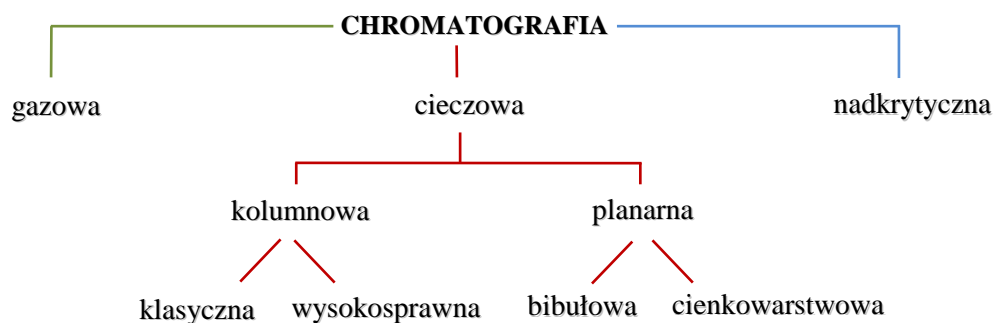 CHROMATOGRAFIA
gazowa cieczowa nadkrytyczna
kolumnowa planarna
klasyczna wysokosprawna bibułowa cienkowarstwowa